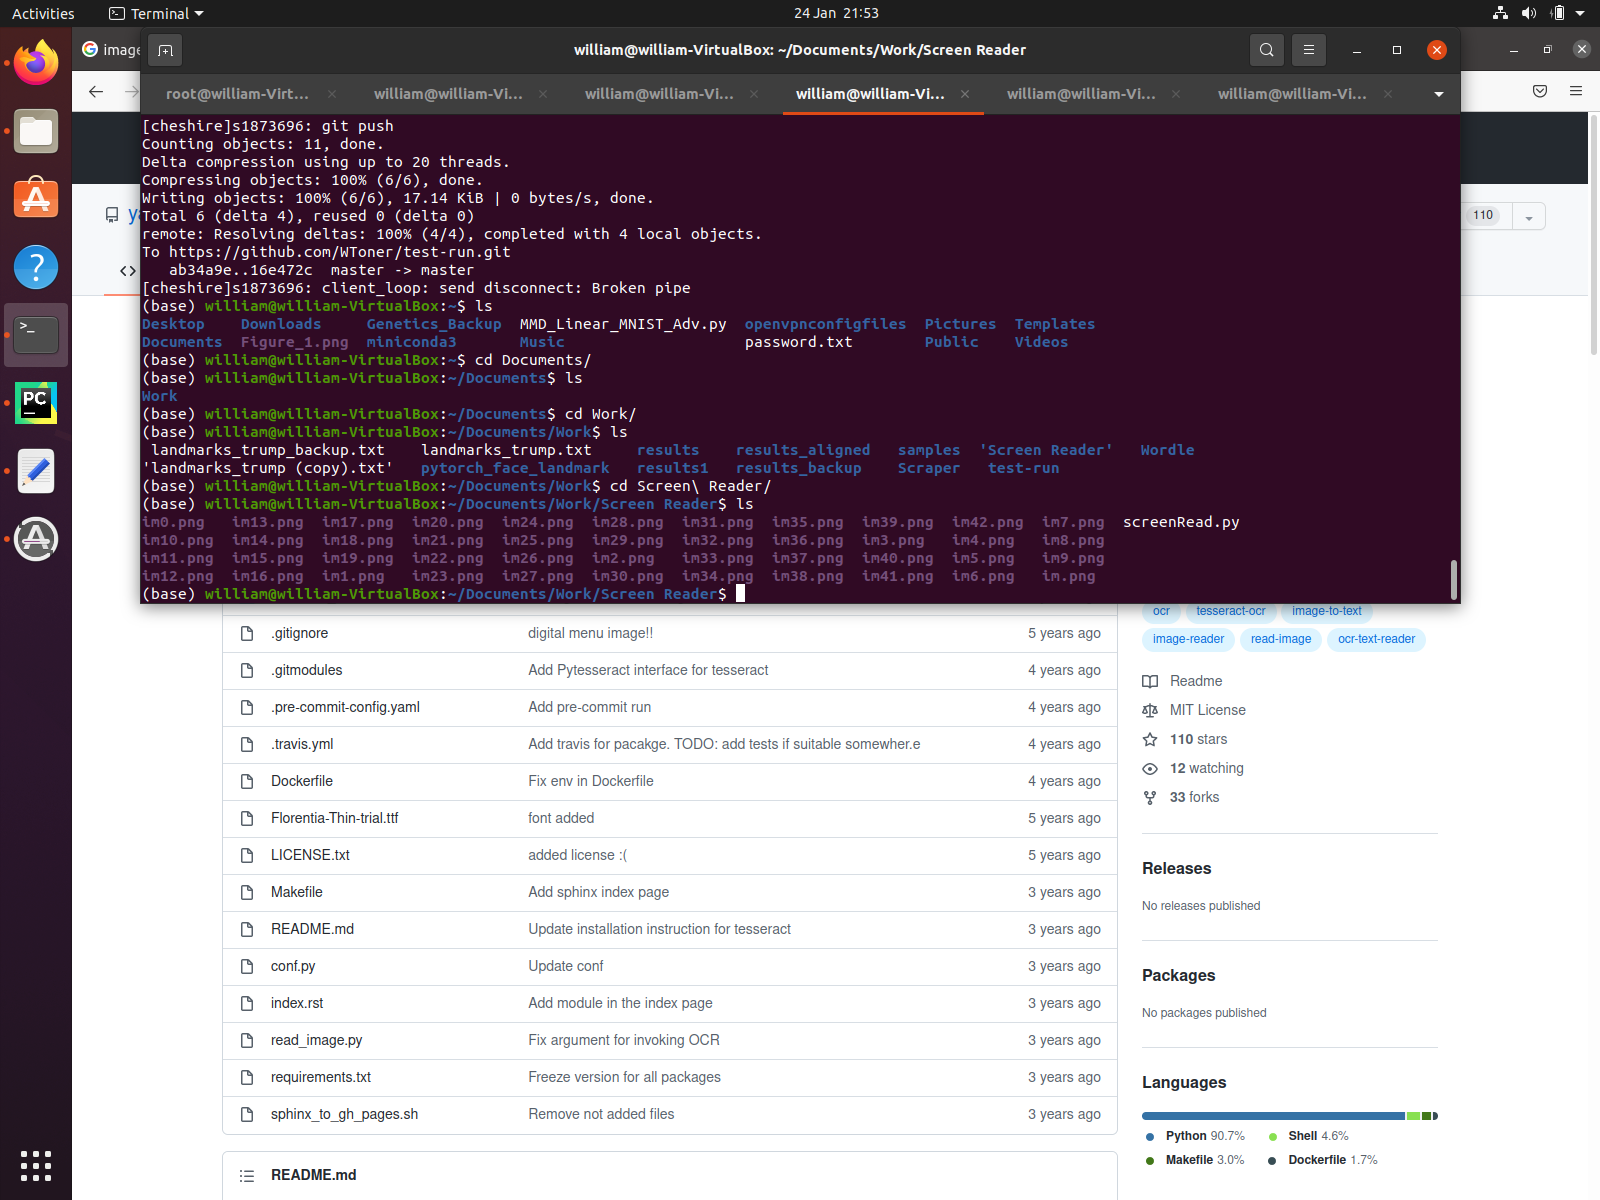 Activities Terminal 24 Jan 21:53
image
william@william-VirtualBox: ~/Documents/Work/Screen Reader
root@william-Virt... william@william-Vi... william@william-Vi... william@william-Vi... william@william-Vi... william@william-Vi...
[cheshire]s1873696: git push
Counting objects: 11, done.
Delta compression using up to 20 threads.
Compressing objects: 100% (6/6), done.
Writing objects: 100% (6/6), 17.14 KiB | 0 bytes/s, done.
Total 6 (delta 4), reused 0 (delta 0)
remote: Resolving deltas: 100% (4/4), completed with 4 local objects.
To https://github.com/WToner/test-run.git
ab34a9e..16e472c master -> master
[cheshire]s1873696: client_loop: send disconnect: Broken pipe
(base) william@william-VirtualBox:~$ ls
Desktop Downloads Genetics_Backup MMD_Linear_MNIST_Adv.py openvpnconfigfiles Pictures Templates
Documents Figure_1.png miniconda3 Music password.txt Public Videos
(base) william@william-VirtualBox:~$ cd Documents/
(base) william@william-VirtualBox:~/Documents$ ls
Work
(base) william@william-VirtualBox:~/Documents$ cd Work/
(base) william@william-VirtualBox:~/Documents/Work$ ls
landmarks_trump_backup.txt landmarks_trump.txt results results_aligned samples 'Screen Reader' Wordle
'landmarks_trump (copy).txt' pytorch_face_landmark results1 results_backup Scraper test-run
(base) william@william-VirtualBox:~/Documents/Work$ cd Screen\ Reader/
(base) william@william-VirtualBox:~/Documents/Work/Screen Reader$ ls
im0.png im13.png im17.png im20.png im24.png im28.png im31.png im35.png im39.png im42.png im7.png screenRead.py
im10.png im14.png im18.png im21.png im25.png im29.png im32.png im36.png im3.png im4.png im8.png
im11.png im15.png im19.png im22.png im26.png im2.png im33.png im37.png im40.png im5.png im9.png
im12.png im16.png im1.png im23.png im27.png im30.png im34.png im38.png im41.png im6.png im.png
(base) william@william-VirtualBox:~/Documents/Work/Screen Reader$
110
ocr tesseract-ocr image-to-text
image-reader read-image ocr-text-reader
.gitignore digital menu image!! 5 years ago
.gitmodules Add Pytesseract interface for tesseract 4 years ago
.pre-commit-config.yaml Add pre-commit run 4 years ago
.travis.yml Add travis for pacakge. TODO: add tests if suitable somewher.e 4 years ago
Dockerfile Fix env in Dockerfile 4 years ago
Florentia-Thin-trial.ttf font added 5 years ago
LICENSE.txt added license :( 5 years ago
Makefile Add sphinx index page 3 years ago
README.md Update installation instruction for tesseract 3 years ago
conf.py Update conf 3 years ago
index.rst Add module in the index page 3 years ago
read_image.py Fix argument for invoking OCR 3 years ago
requirements.txt Freeze version for all packages 3 years ago
sphinx_to_gh_pages.sh Remove not added files 3 years ago
README.md
Readme
MIT License
110 stars
12 watching
33 forks
Releases
No releases published
Packages
No packages published
Languages
Python 90.7% Shell 4.6%
Makefile 3.0% Dockerfile 1.7%